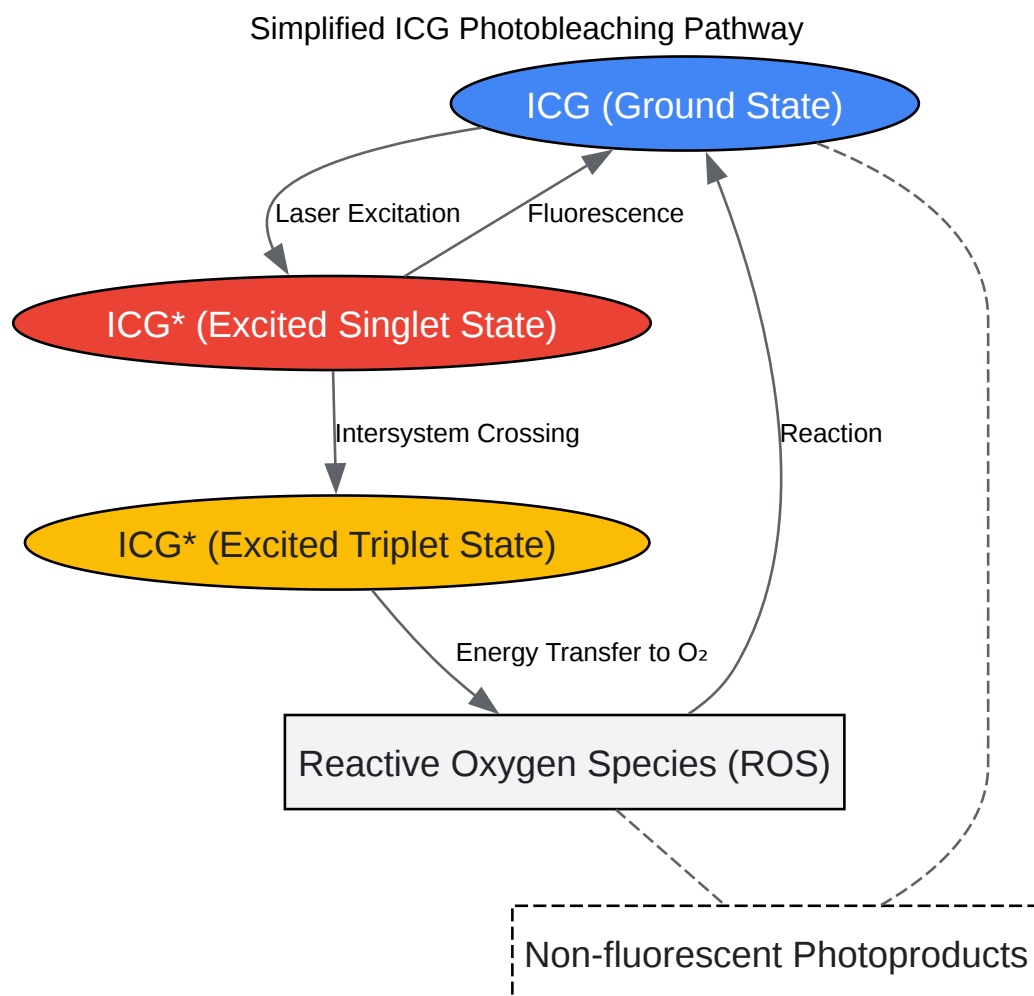 Simplified ICG Photobleaching Pathway
ICG (Ground State)
Laser Excitation
Fluorescence
ICG* (Excited Singlet State)
Intersystem Crossing
Reaction
ICG* (Excited Triplet State)
Energy Transfer to O₂
Reactive Oxygen Species (ROS)
Non-fluorescent Photoproducts